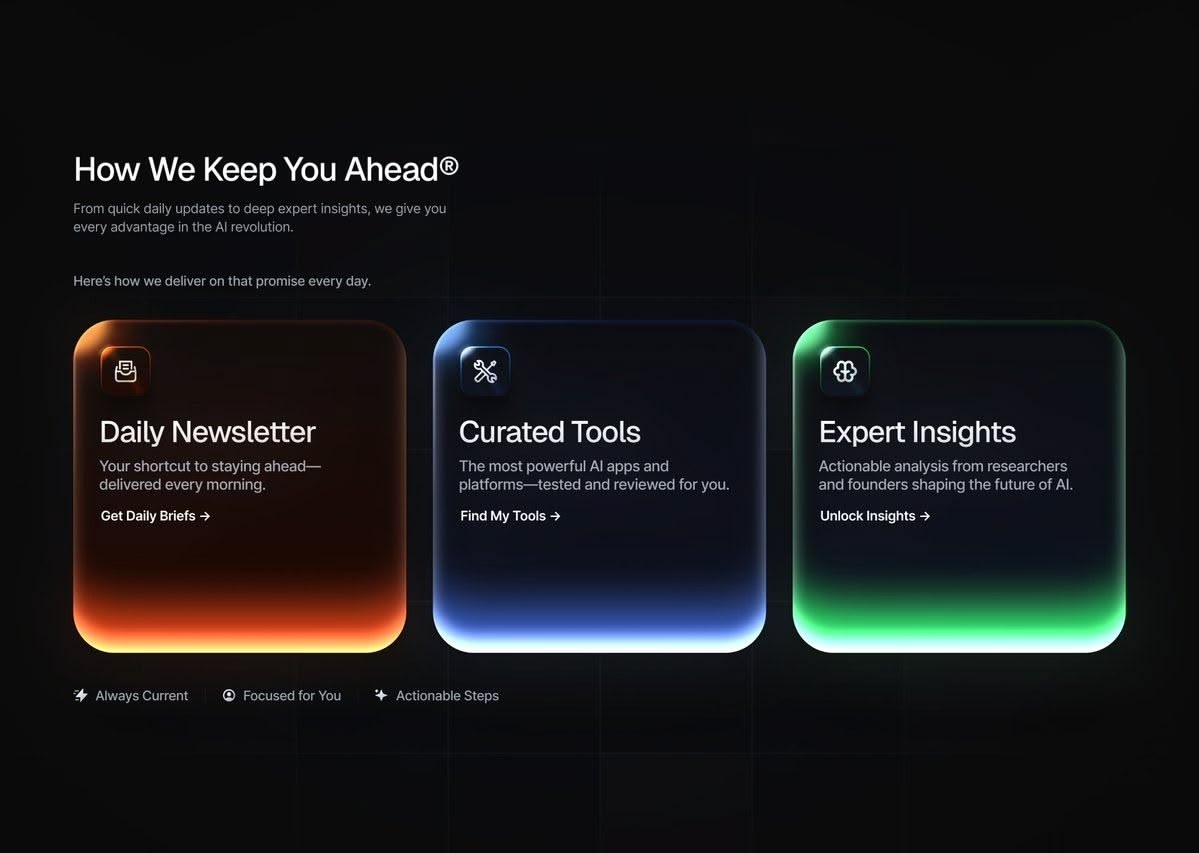 How We Keep You Ahead®
From quick daily updates to deep expert insights, we give you
every advantage in the AI revolution.
Here's how we deliver on that promise every day.
Daily Newsletter
Your shortcut to staying ahead—
delivered every morning.
Get Daily Briefs →
Curated Tools
The most powerful AI apps and
platforms—tested and reviewed for you.
Find My Tools →
Expert Insights
Actionable analysis from researchers
and founders shaping the future of AI.
Unlock Insights →
Always Current
Focused for You
Actionable Steps